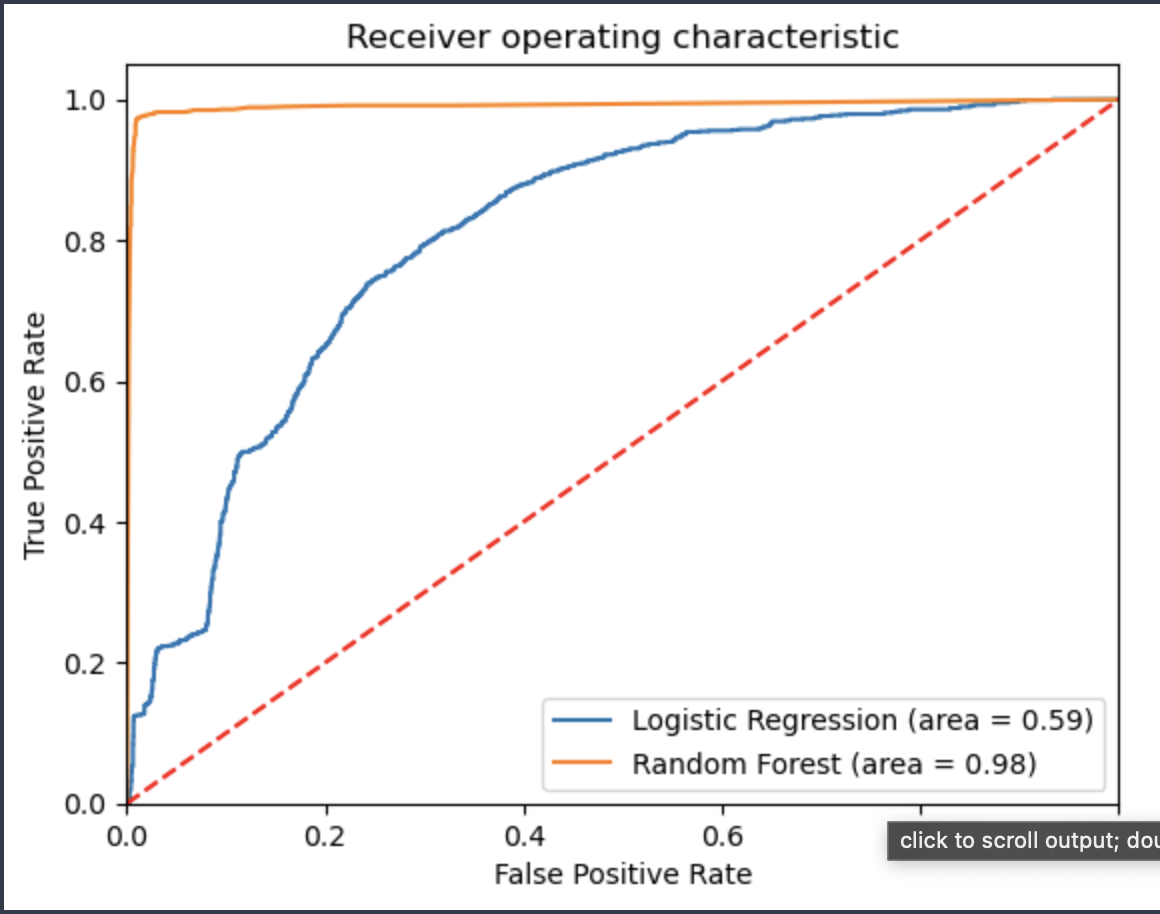 Receiver operating characteristic
True Positive Rate
1.0
0.8
0.6
0.4
0.2
0.0
Logistic Regression (area = 0.59)
Random Forest (area = 0.98)
0.0 0.2 0.4 0.6
click to scroll output;
False Positive Rate